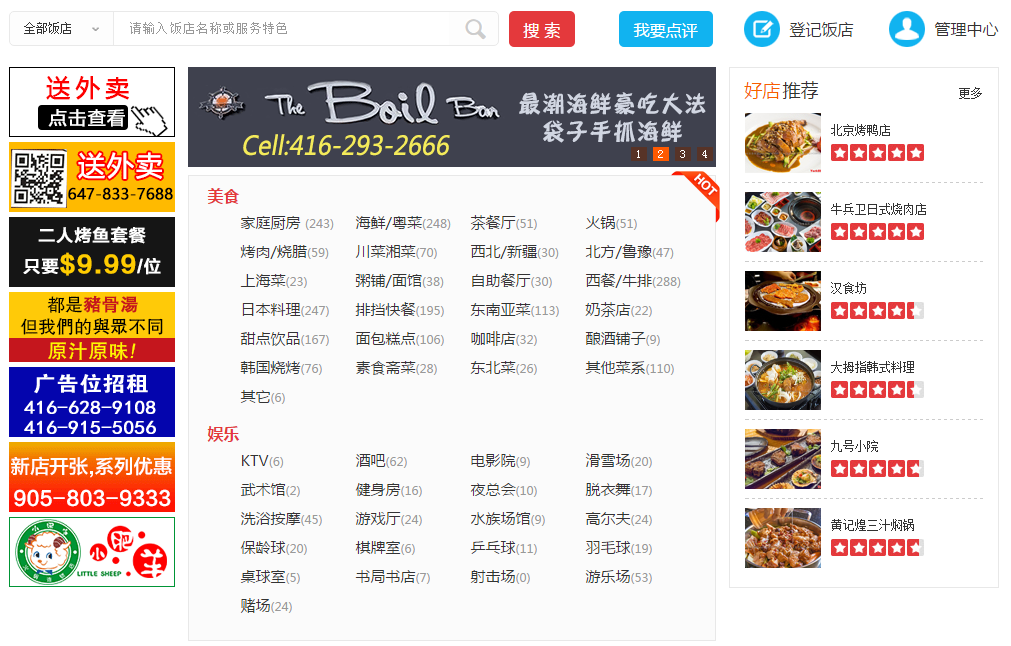 全部饭店 请输入饭店名称或服务特色 搜 索 我要点评 登记饭店 管理中心
送外卖
点击查看
送外卖
647-833-7688
二人烤鱼套餐
只要$9.99/位
都是豬骨湯
但我們的與眾不同
原汁原味!
广告位招租
416-628-9108
416-915-5056
新店开张,系列优惠
905-803-9333
小肥羊
LITTLE SHEEP
The Boil Bon
最潮海鲜豪吃大法
袋子手抓海鲜
Cell:416-293-2666
1 2 3 4
HOT
美食
家庭厨房 (243) 海鲜/粤菜(248) 茶餐厅(51) 火锅(51)
烤肉/烧腊(59) 川菜湘菜(70) 西北/新疆(30) 北方/鲁豫(47)
上海菜(23) 粥铺/面馆(38) 自助餐厅(30) 西餐/牛排(288)
日本料理(247) 排挡快餐(195) 东南亚菜(113) 奶茶店(22)
甜点饮品(167) 面包糕点(106) 咖啡店(32) 酿酒铺子(9)
韩国烧烤(76) 素食斋菜(28) 东北菜(26) 其他菜系(110)
其它(6)
娱乐
KTV(6) 酒吧(62) 电影院(9) 滑雪场(20)
武术馆(2) 健身房(16) 夜总会(10) 脱衣舞(17)
洗浴按摩(45) 游戏厅(24) 水族场馆(9) 高尔夫(24)
保龄球(20) 棋牌室(6) 乒乓球(11) 羽毛球(19)
桌球室(5) 书局书店(7) 射击场(0) 游乐场(53)
赌场(24)
好店推荐 更多
北京烤鸭店
牛兵卫日式烧肉店
汉食坊
大拇指韩式料理
九号小院
黄记煌三汁焖锅